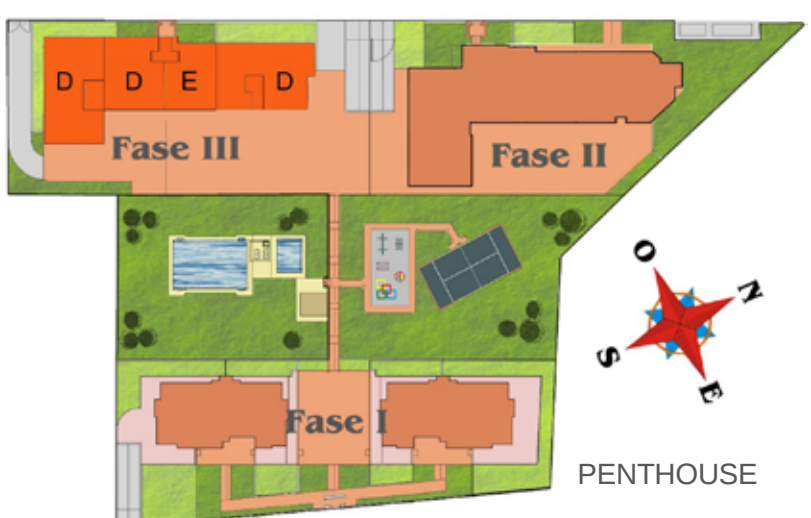 D D E D
Fase III
Fase II
O
N
S
E
Fase I
PENTHOUSE